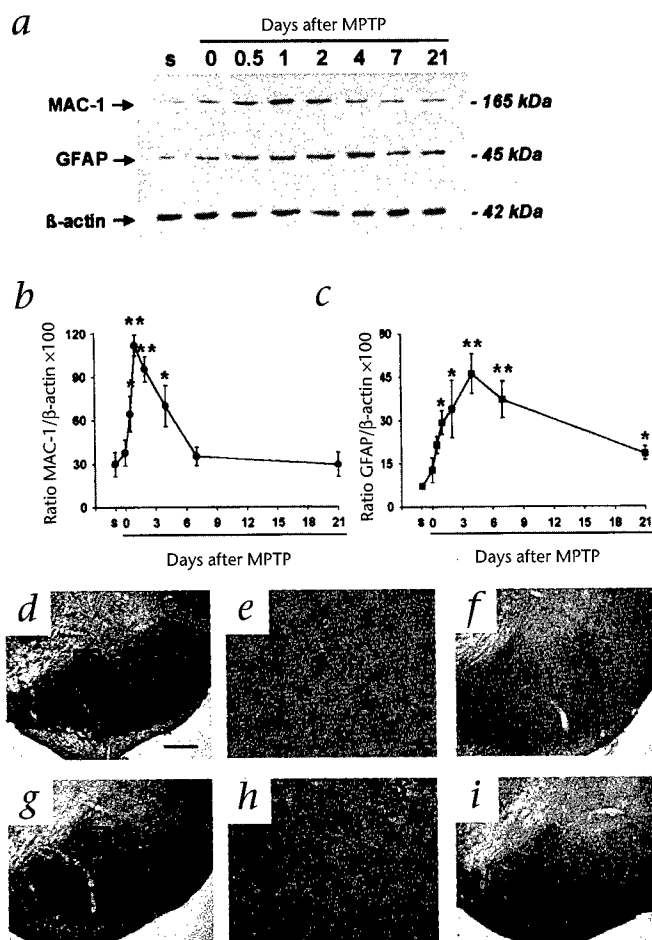 a
Days after MPTP
s 0 0.5 1 2 4 7 21
MAC-1 → - 165 kDa
GFAP → - 45 kDa
ß-actin → - 42 kDa
b
Ratio MAC-1/β-actin ×100
120
90
60
30
0
** ** * *
s 0 3 6 9 12 15 18 21
Days after MPTP
c
Ratio GFAP/β-actin ×100
60
45
30
15
0
* * ** ** *
s 0 3 6 9 12 15 18 21
Days after MPTP
d e f
g h i